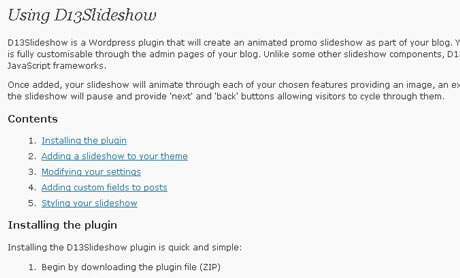 Using D13Slideshow
D13Slideshow is a Wordpress plugin that will create an animated promo slideshow as part of your blog.
is fully customisable through the admin pages of your blog. Unlike some other slideshow components,
JavaScript frameworks.
Once added, your slideshow will animate through each of your chosen features providing an image, an
the slideshow will pause and provide 'next' and 'back' buttons allowing visitors to cycle through them.
Contents
1. Installing the plugin
2. Adding a slideshow to your theme
3. Modifying your settings
4. Adding custom fields to posts
5. Styling your slideshow
Installing the plugin
Installing the D13Slideshow plugin is quick and simple:
1. Begin by downloading the plugin file (ZIP)